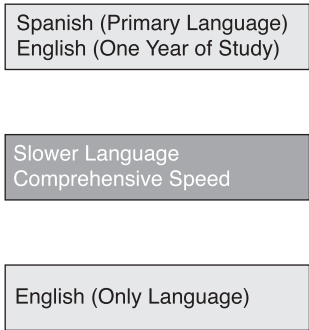 Spanish (Primary Language)
English (One Year of Study)
Slower Language
Comprehensive Speed
English (Only Language)